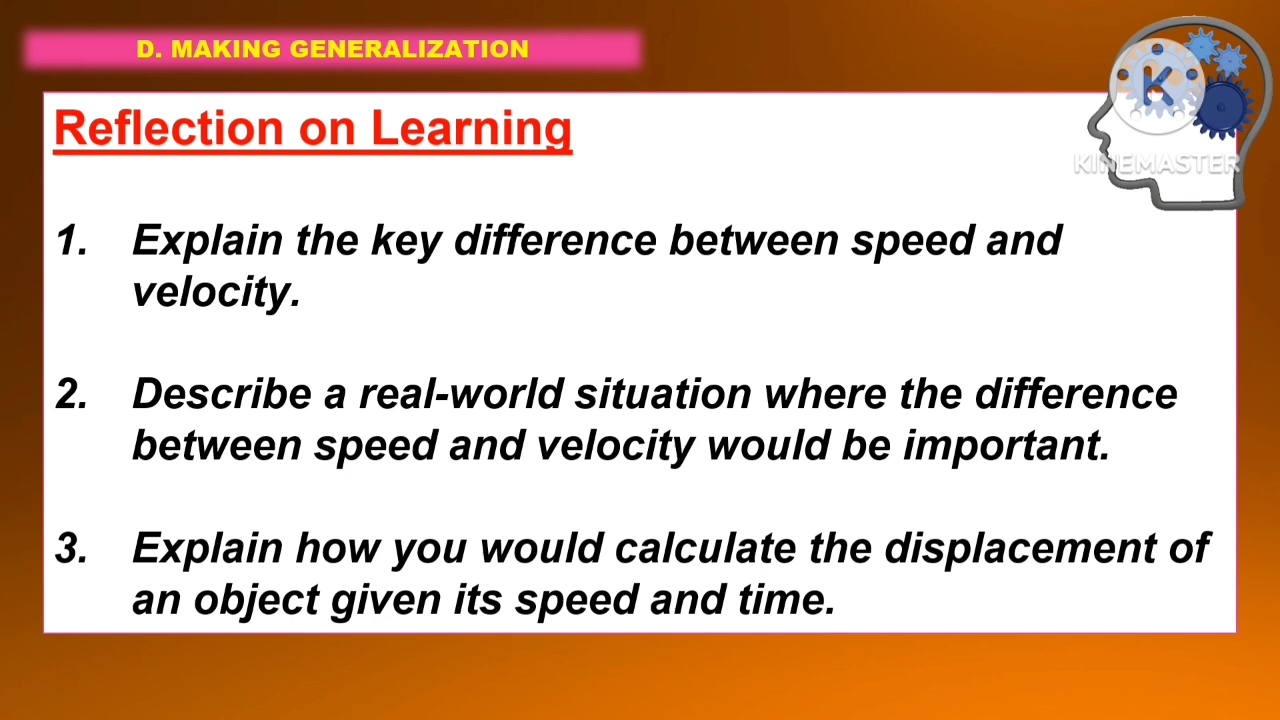 D. MAKING GENERALIZATION
Reflection on Learning
K
KINEMASTER
1. Explain the key difference between speed and
velocity.
2. Describe a real-world situation where the difference
between speed and velocity would be important.
3. Explain how you would calculate the displacement of
an object given its speed and time.